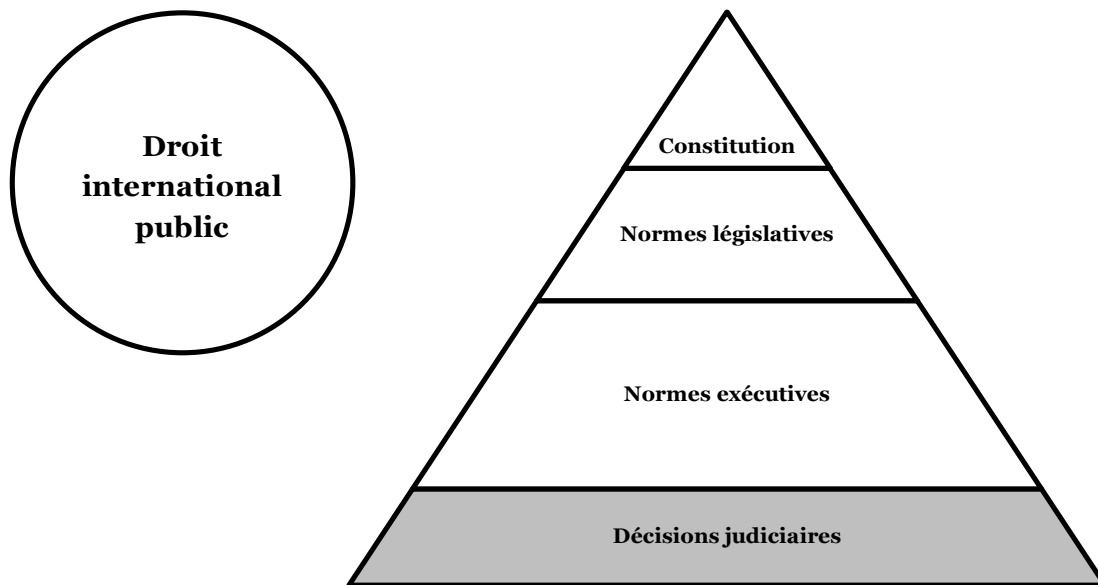 Droit
international
public
Constitution
Normes législatives
Normes exécutives
Décisions judiciaires